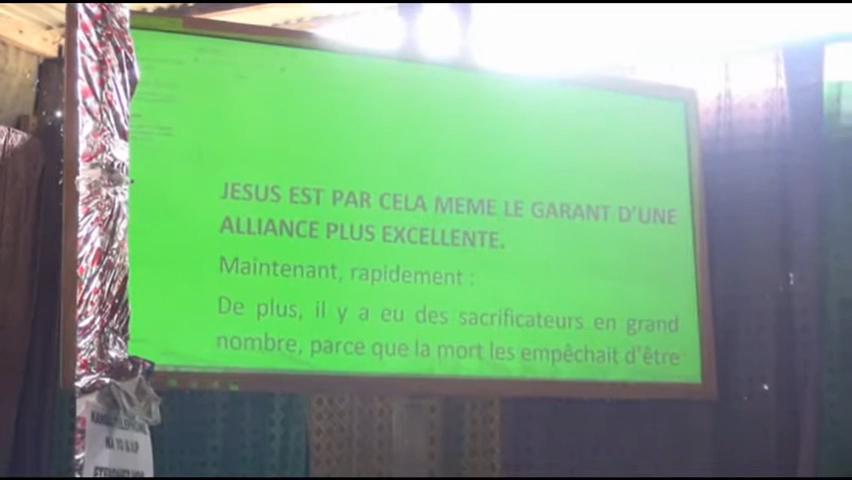 JESUS EST PAR CELA MEME LE GARANT D'UNE
ALLIANCE PLUS EXCELLENTE.
Maintenant, rapidement :
De plus, il y a eu des sacrificateurs en grand
nombre, parce que la mort les empêchait d'être